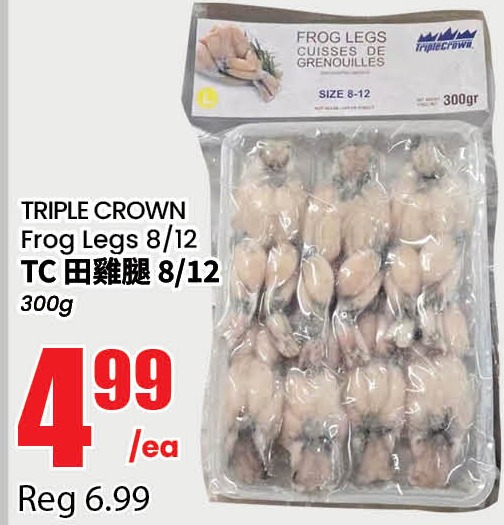 FROG LEGS
CUISSES DE
GRENOUILLES
SIZE 8-12
L
TripleCrown
300gr
TRIPLE CROWN
Frog Legs 8/12
TC 田雞腿 8/12
300g
4.99
/ea
Reg 6.99